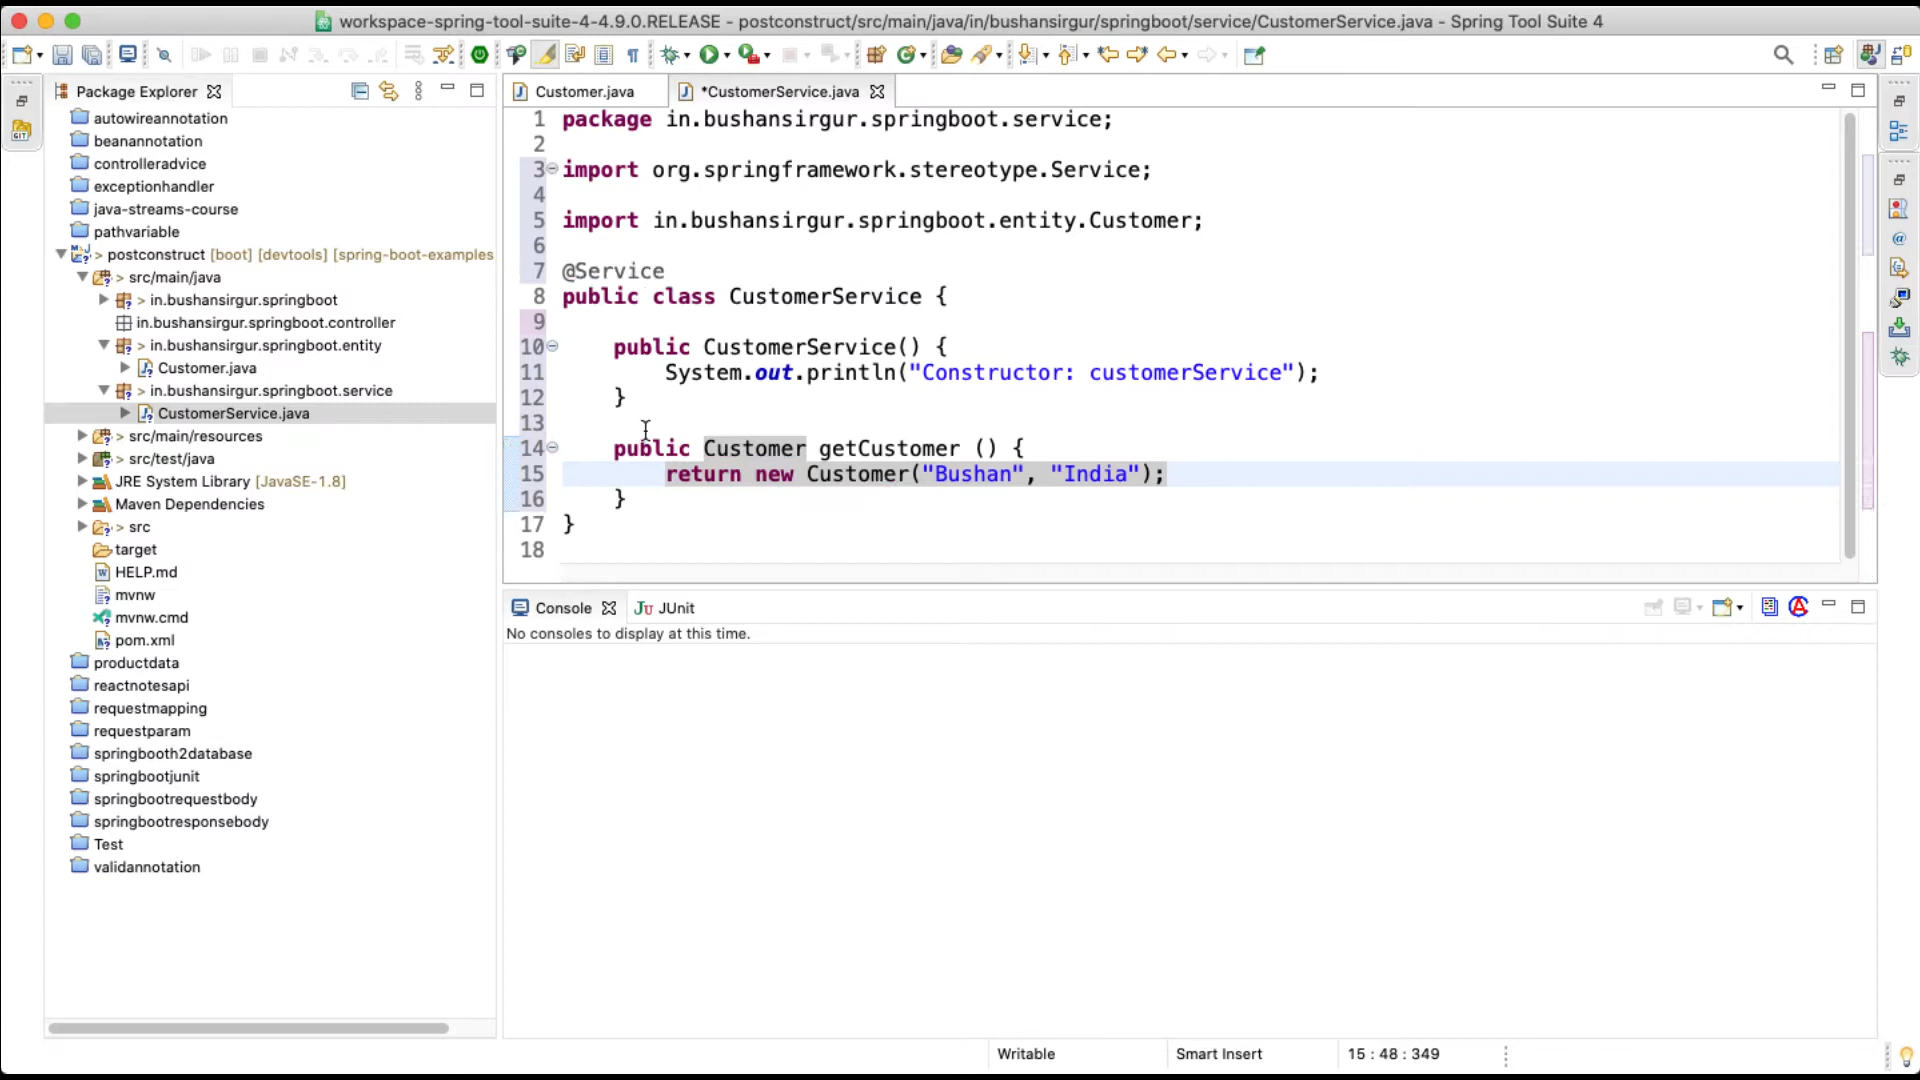 workspace-spring-tool-suite-4-4.9.0.RELEASE - postconstruct/src/main/java/in/bushansirgur/springboot/service/CustomerService.java - Spring Tool Suite 4
Package Explorer
autowireannotation
beanannotation
controlleradvice
exceptionhandler
java-streams-course
pathvariable
> postconstruct [boot] [devtools] [spring-boot-examples
> src/main/java
> in.bushansirgur.springboot
in.bushansirgur.springboot.controller
> in.bushansirgur.springboot.entity
Customer.java
> in.bushansirgur.springboot.service
CustomerService.java
> src/main/resources
> src/test/java
JRE System Library [JavaSE-1.8]
Maven Dependencies
> src
target
HELP.md
mvnw
mvnw.cmd
pom.xml
productdata
reactnotesapi
requestmapping
requestparam
springbooth2database
springbootjunit
springbootrequestbody
springbootresponsebody
Test
validannotation
Customer.java
*CustomerService.java
1 package in.bushansirgur.springboot.service;
2
3 import org.springframework.stereotype.Service;
4
5 import in.bushansirgur.springboot.entity.Customer;
6
7 @Service
8 public class CustomerService {
9
10 public CustomerService() {
11 System.out.println("Constructor: customerService");
12 }
13
14 public Customer getCustomer () {
15 return new Customer("Bushan", "India");
16 }
17 }
18
Console
JUnit
No consoles to display at this time.
Writable
Smart Insert
15 : 48 : 349